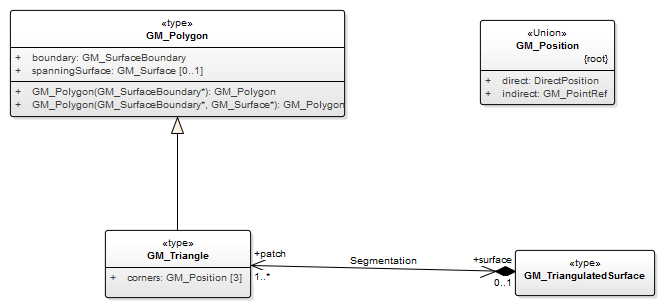 «type»
GM_Polygon
+ boundary: GM_SurfaceBoundary
+ spanningSurface: GM_Surface [0..1]
+ GM_Polygon(GM_SurfaceBoundary*): GM_Polygon
+ GM_Polygon(GM_SurfaceBoundary*, GM_Surface*): GM_Polygon
«Union»
GM_Position
{root}
+ direct: DirectPosition
+ indirect: GM_PointRef
«type»
GM_Triangle
+ corners: GM_Position [3]
+patch
1..*
Segmentation
+surface
0..1
«type»
GM_TriangulatedSurface